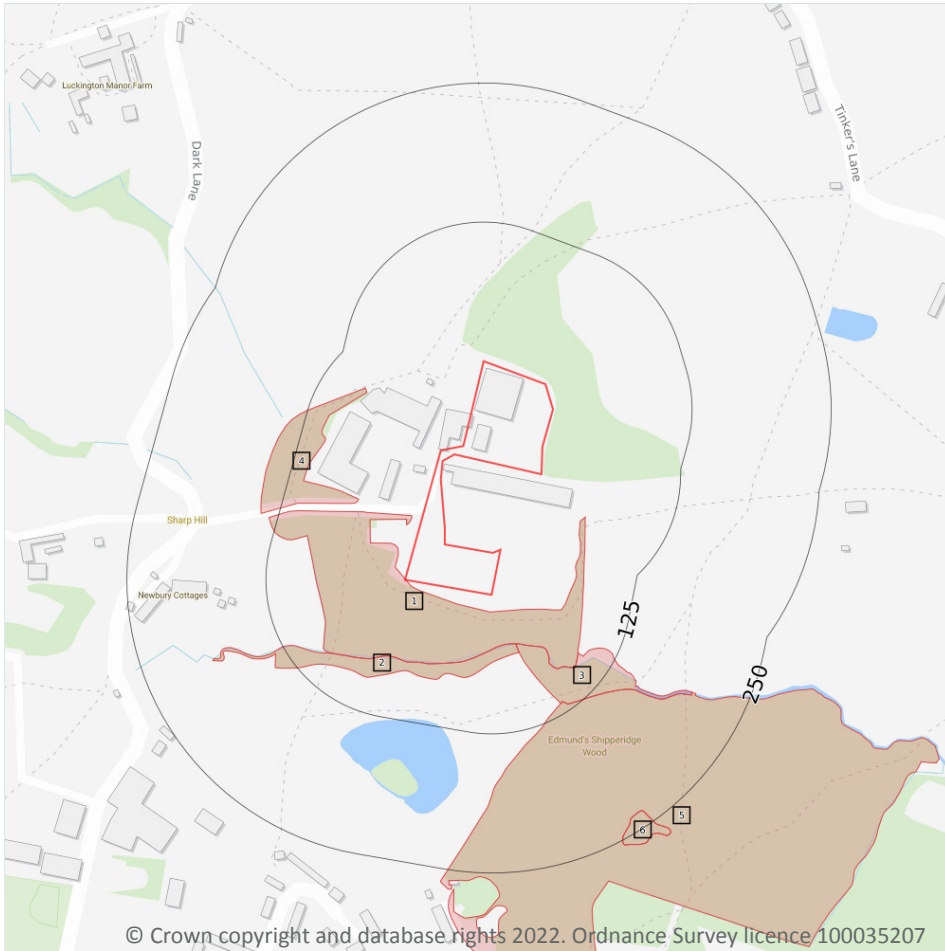 Luckington Manor Farm
Dark Lane
Tinker's Lane
4
Sharp Hill
Newbury Cottages
1
125
2
3
250
Edmund's Shipperidge
Wood
5
6
© Crown copyright and database rights 2022. Ordnance Survey licence 100035207